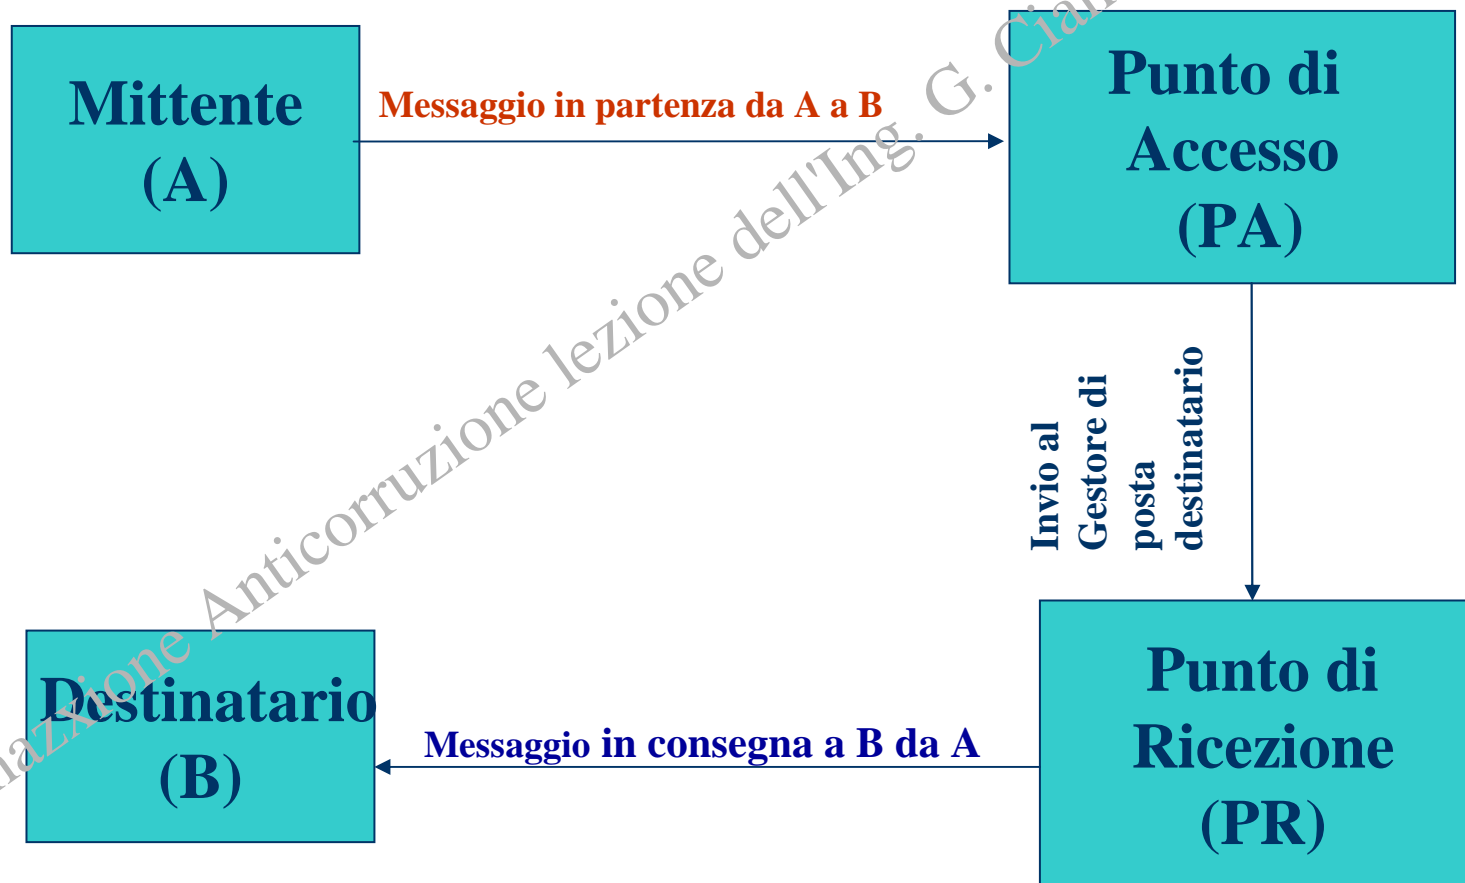 Mittente
(A)
Messaggio in partenza da A a B
Punto di
Accesso
(PA)
Invio al
Gestore di
posta
destinatario
Punto di
Ricezione
(PR)
Messaggio in consegna a B da A
Destinatario
(B)
Anticorruzione lezione dell'Ing. G.